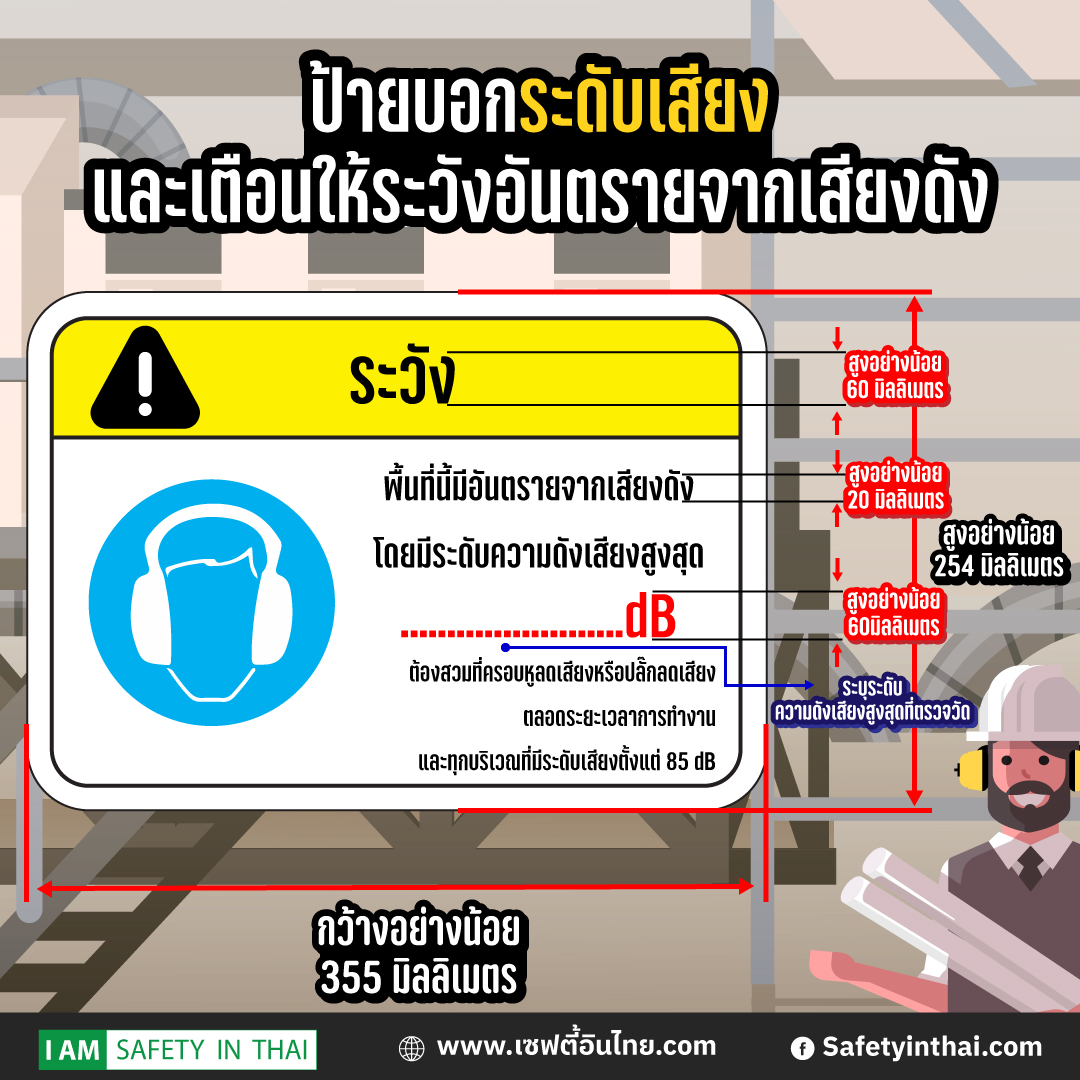 ป้ายบอกระดับเสียง
และเตือนให้ระวังอันตรายจากเสียงดัง
ระวัง
สูงอย่างน้อย
60 มิลลิเมตร
พื้นที่นี้มีอันตรายจากเสียงดัง
สูงอย่างน้อย
20 มิลลิเมตร
โดยมีระดับความดังเสียงสูงสุด
สูงอย่างน้อย
254 มิลลิเมตร
........................dB
สูงอย่างน้อย
60มิลลิเมตร
ต้องสวมที่ครอบหูลดเสียงหรือปลั๊กลดเสียง
ตลอดระยะเวลาการทำงาน
และทุกบริเวณที่มีระดับเสียงตั้งแต่ 85 dB
ระบุระดับ
ความดังเสียงสูงสุดที่ตรวจวัด
กว้างอย่างน้อย
355 มิลลิเมตร
I AM SAFETY IN THAI
www.เซฟตี้อินไทย.com
Safetyinthai.com